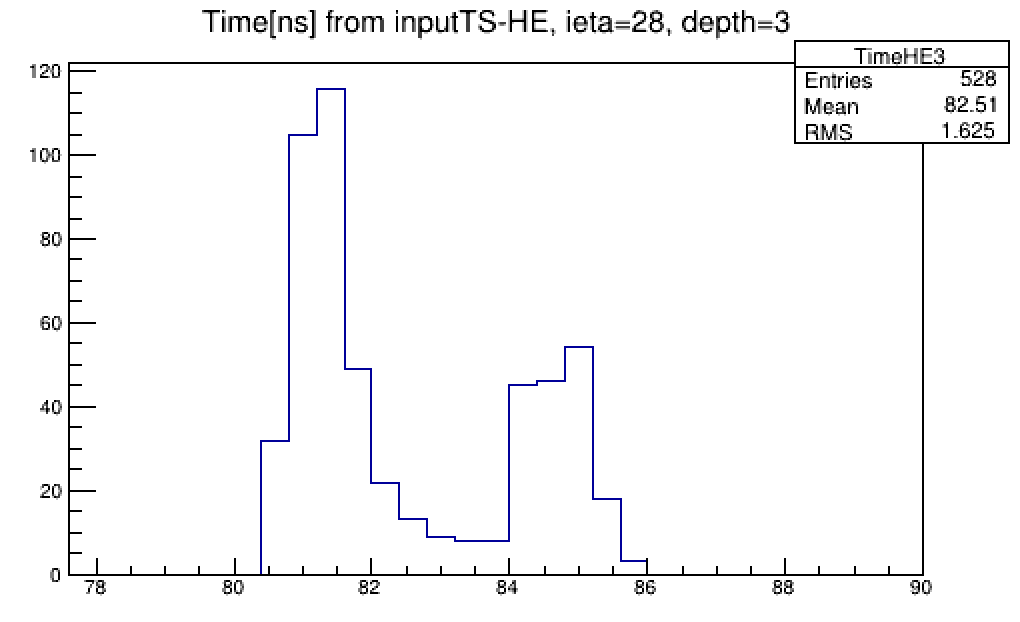 Time[ns] from inputTS-HE, ieta=28, depth=3
TimeHE3
Entries 528
Mean 82.51
RMS 1.625
120
100
80
60
40
20
0
78 80 82 84 86 88 90